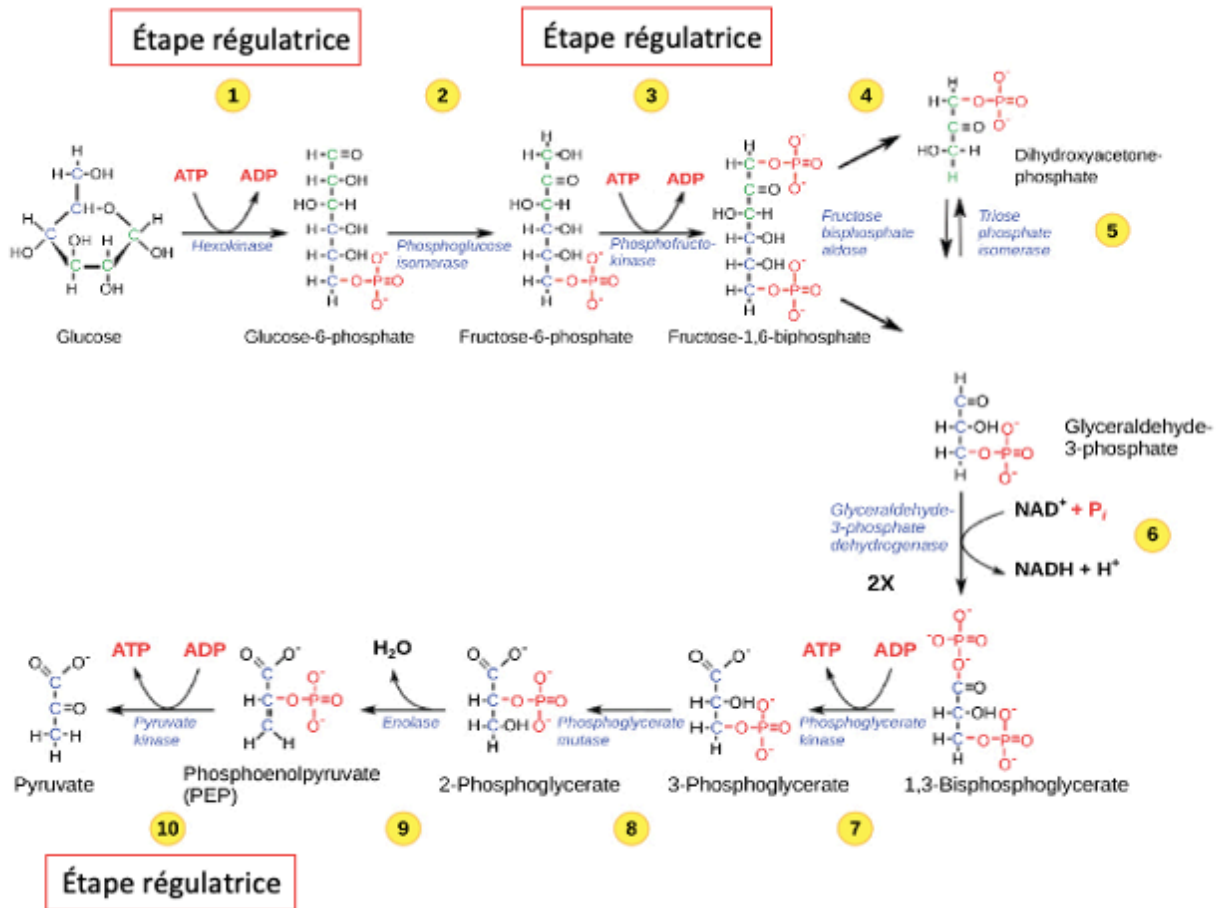 Étape régulatrice
Étape régulatrice
1
2
3
4
ATP
ADP
Hexokinase
Phosphoglucose
isomerase
ATP
ADP
Phosphofructo-
kinase
Fructose
bisphosphate
aldose
Dihydroxyacetone-
phosphate
Triose
phosphate
isomerase
5
Glucose
Glucose-6-phosphate
Fructose-6-phosphate
Fructose-1,6-biphosphate
Glyceraldehyde-
3-phosphate
Glyceraldehyde-
3-phosphate
dehydrogenase
NAD⁺ + Pi
6
NADH + H⁺
2X
ATP
ADP
H₂O
ATP
ADP
Pyruvate
kinase
Enolase
Phosphoglycerate
mutase
Phosphoglycerate
kinase
Pyruvate
Phosphoenolpyruvate
(PEP)
2-Phosphoglycerate
3-Phosphoglycerate
1,3-Bisphosphoglycerate
10
9
8
7
Étape régulatrice